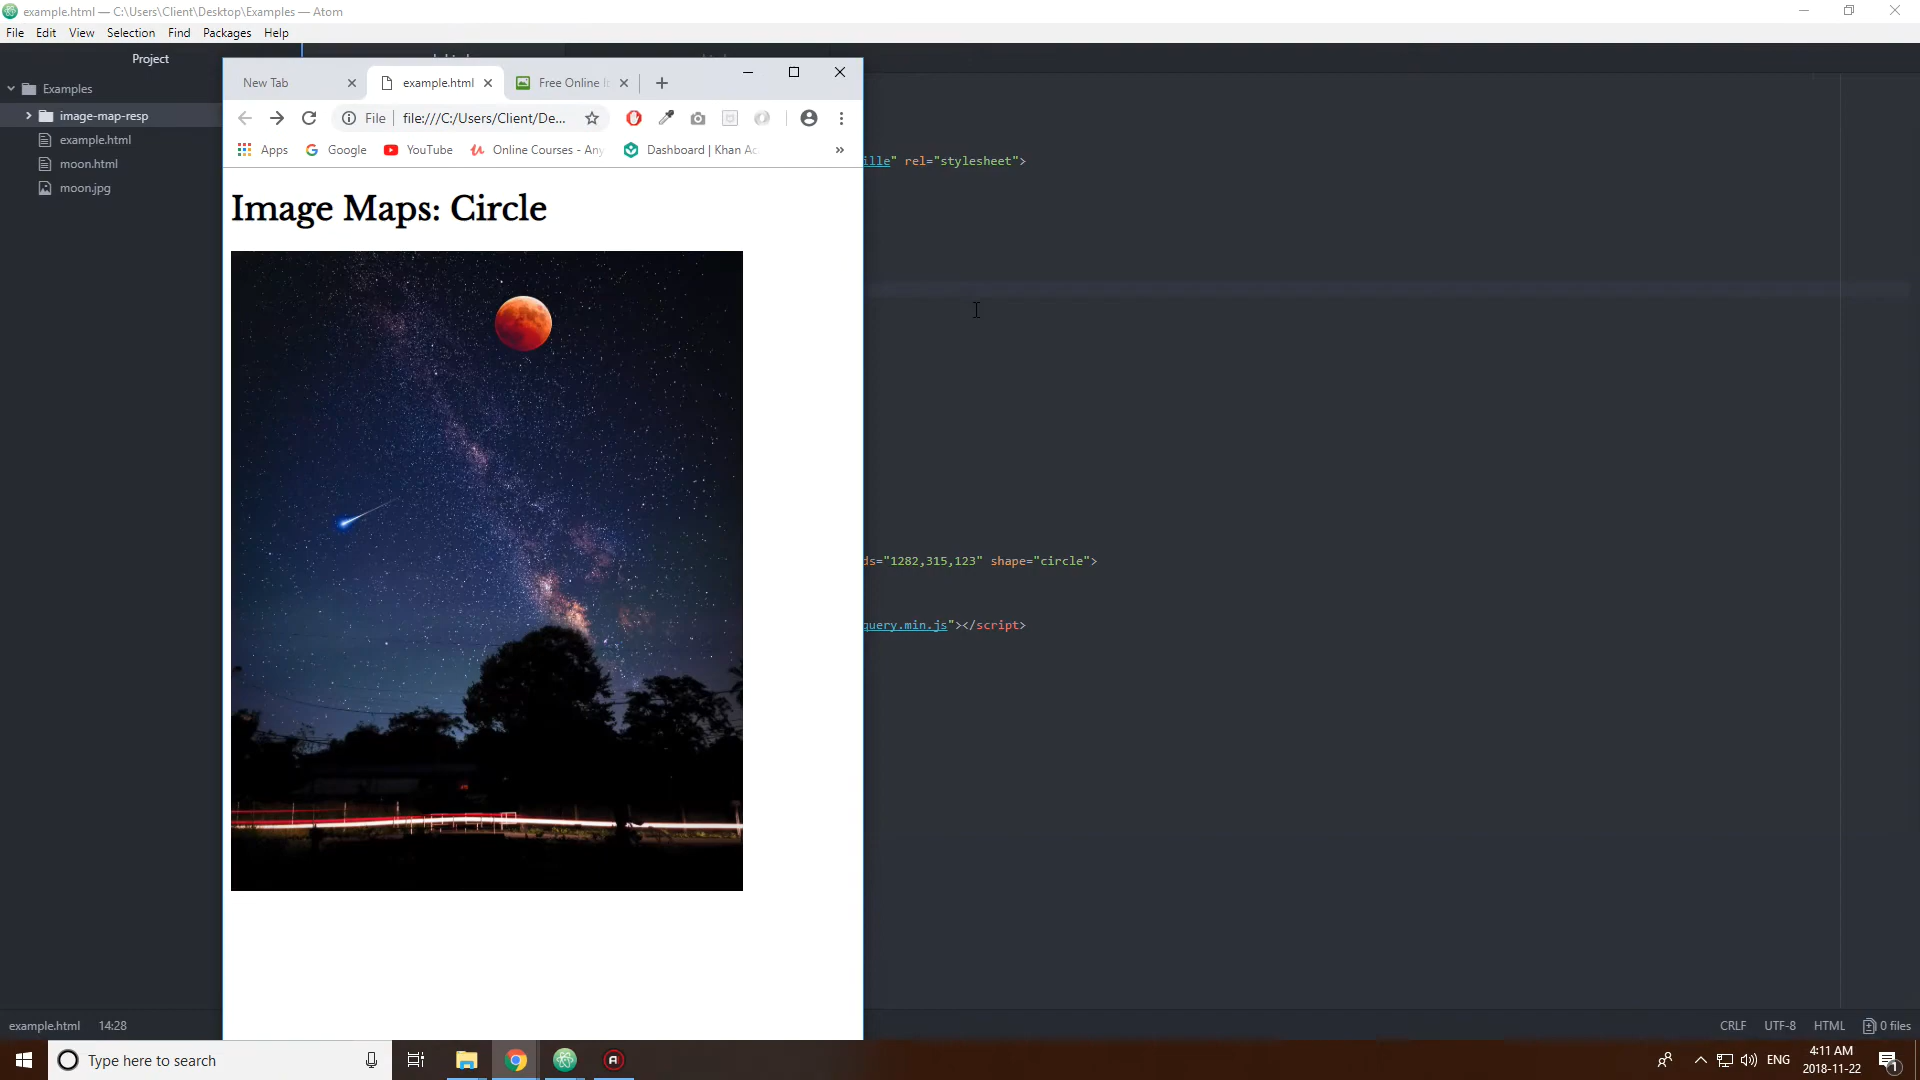 example.html — C:\Users\Client\Desktop\Examples — Atom
File Edit View Selection Find Packages Help
Project
Examples
image-map-resp
example.html
moon.html
moon.jpg
New Tab
example.html
Free Online I
File
file:///C:/Users/Client/De...
Apps
Google
YouTube
Online Courses - Any
Dashboard | Khan Ac
»
Image Maps: Circle
ille" rel="stylesheet">
ds="1282,315,123" shape="circle">
query.min.js"></script>
example.html 14:28
CRLF UTF-8 HTML 0 files
Type here to search
ENG
4:11 AM
2018-11-22
1